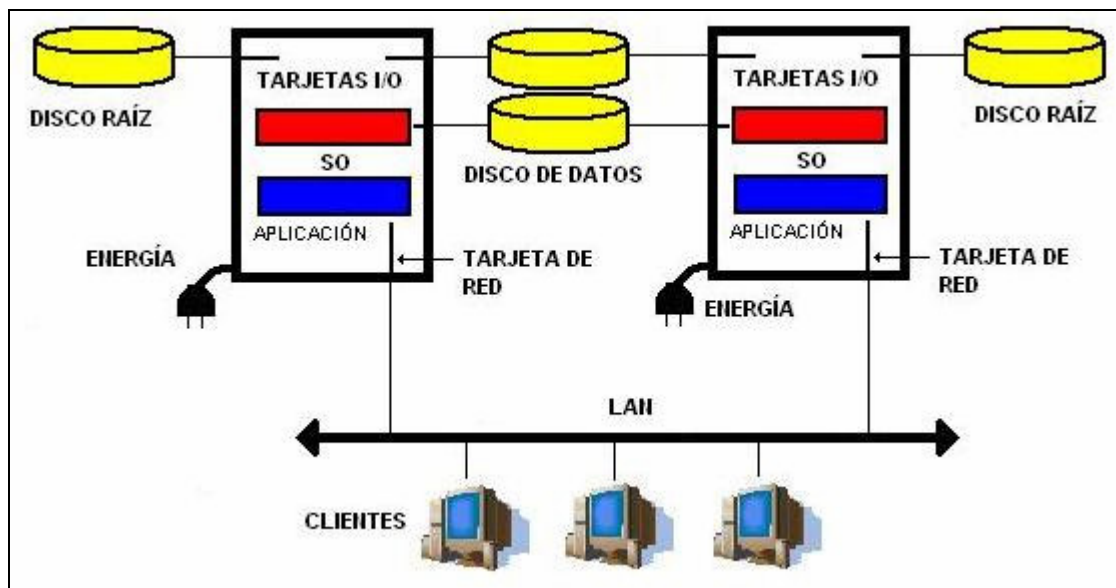 DISCO RAÍZ
TARJETAS I/O
SO
APLICACIÓN
ENERGÍA
TARJETA DE
RED
DISCO DE DATOS
TARJETAS I/O
SO
APLICACIÓN
ENERGÍA
TARJETA DE
RED
DISCO RAÍZ
LAN
CLIENTES